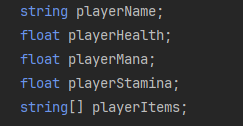 string playerName;
float playerHealth;
float playerMana;
float playerStamina;
string[] playerItems;